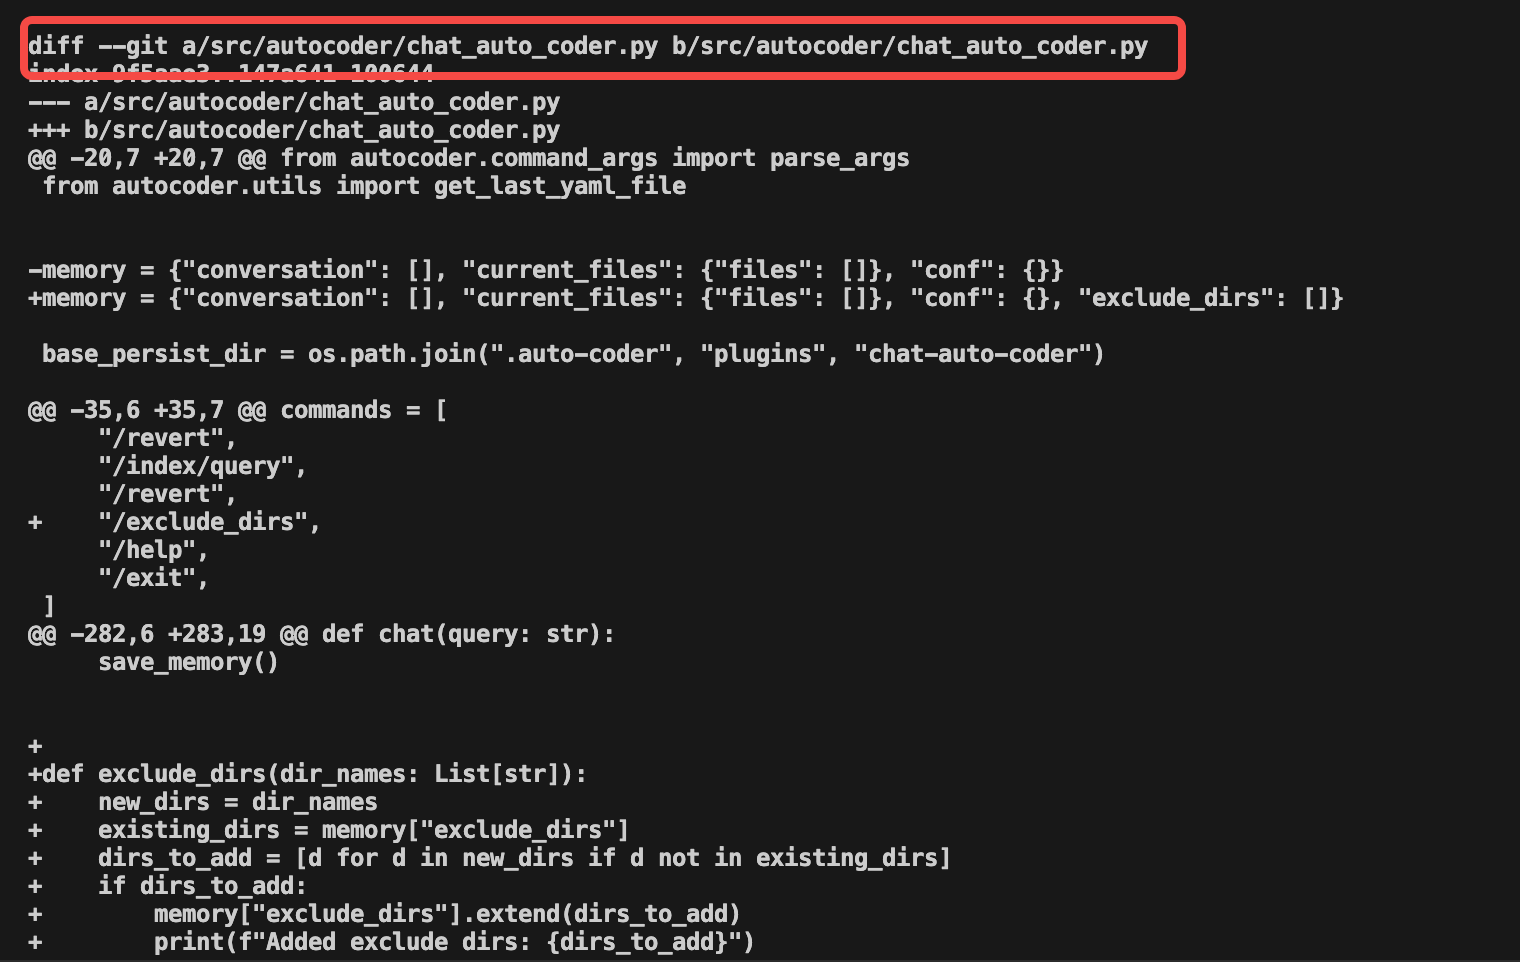 diff --git a/src/autocoder/chat_auto_coder.py b/src/autocoder/chat_auto_coder.py
index 9f5aae3..147a641 100644
--- a/src/autocoder/chat_auto_coder.py
+++ b/src/autocoder/chat_auto_coder.py
@@ -20,7 +20,7 @@ from autocoder.command_args import parse_args
 from autocoder.utils import get_last_yaml_file
-memory = {"conversation": [], "current_files": {"files": []}, "conf": {}}
+memory = {"conversation": [], "current_files": {"files": []}, "conf": {}, "exclude_dirs": []}
 base_persist_dir = os.path.join(".auto-coder", "plugins", "chat-auto-coder")
@@ -35,6 +35,7 @@ commands = [
     "/revert",
     "/index/query",
     "/revert",
+    "/exclude_dirs",
     "/help",
     "/exit",
 ]
@@ -282,6 +283,19 @@ def chat(query: str):
     save_memory()
+
+def exclude_dirs(dir_names: List[str]):
+    new_dirs = dir_names
+    existing_dirs = memory["exclude_dirs"]
+    dirs_to_add = [d for d in new_dirs if d not in existing_dirs]
+    if dirs_to_add:
+        memory["exclude_dirs"].extend(dirs_to_add)
+        print(f"Added exclude dirs: {dirs_to_add}")